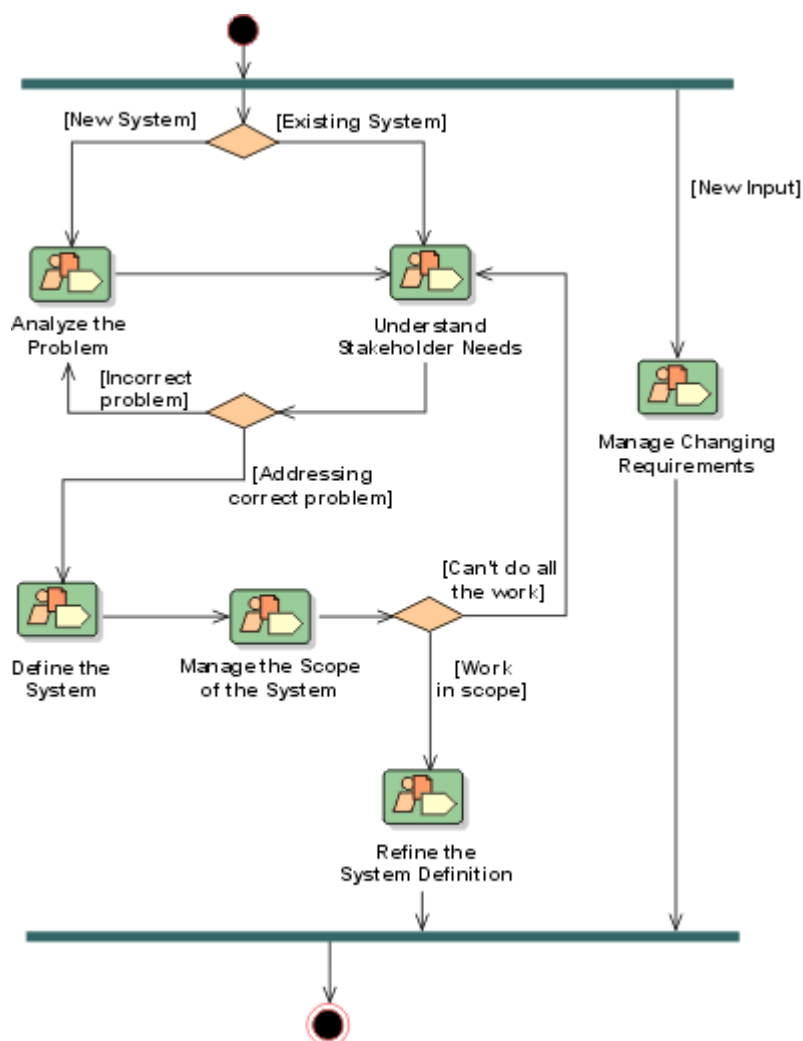 [New System]
[Existing System]
[New Input]
Analyze the
Problem
Understand
Stakeholder Needs
[Incorrect
problem]
Manage Changing
Requirements
[Addressing
correct problem]
[Can't do all
the work]
Define the
System
Manage the Scope
of the System
[Work
in scope]
Refine the
System Definition